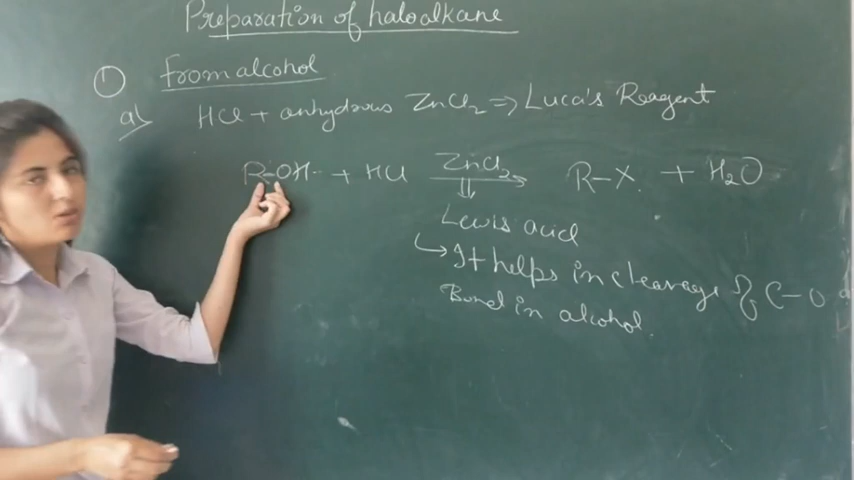 Preparation of haloalkane
① From alcohol
a) HCl + anhydrous ZnCl₂ ⇒ Luca's Reagent
R-OH + HCl ZnCl₂ → R-X + H₂O
⇓
Lewis acid
↳ It helps in cleavage of C-O
Bond in alcohol.